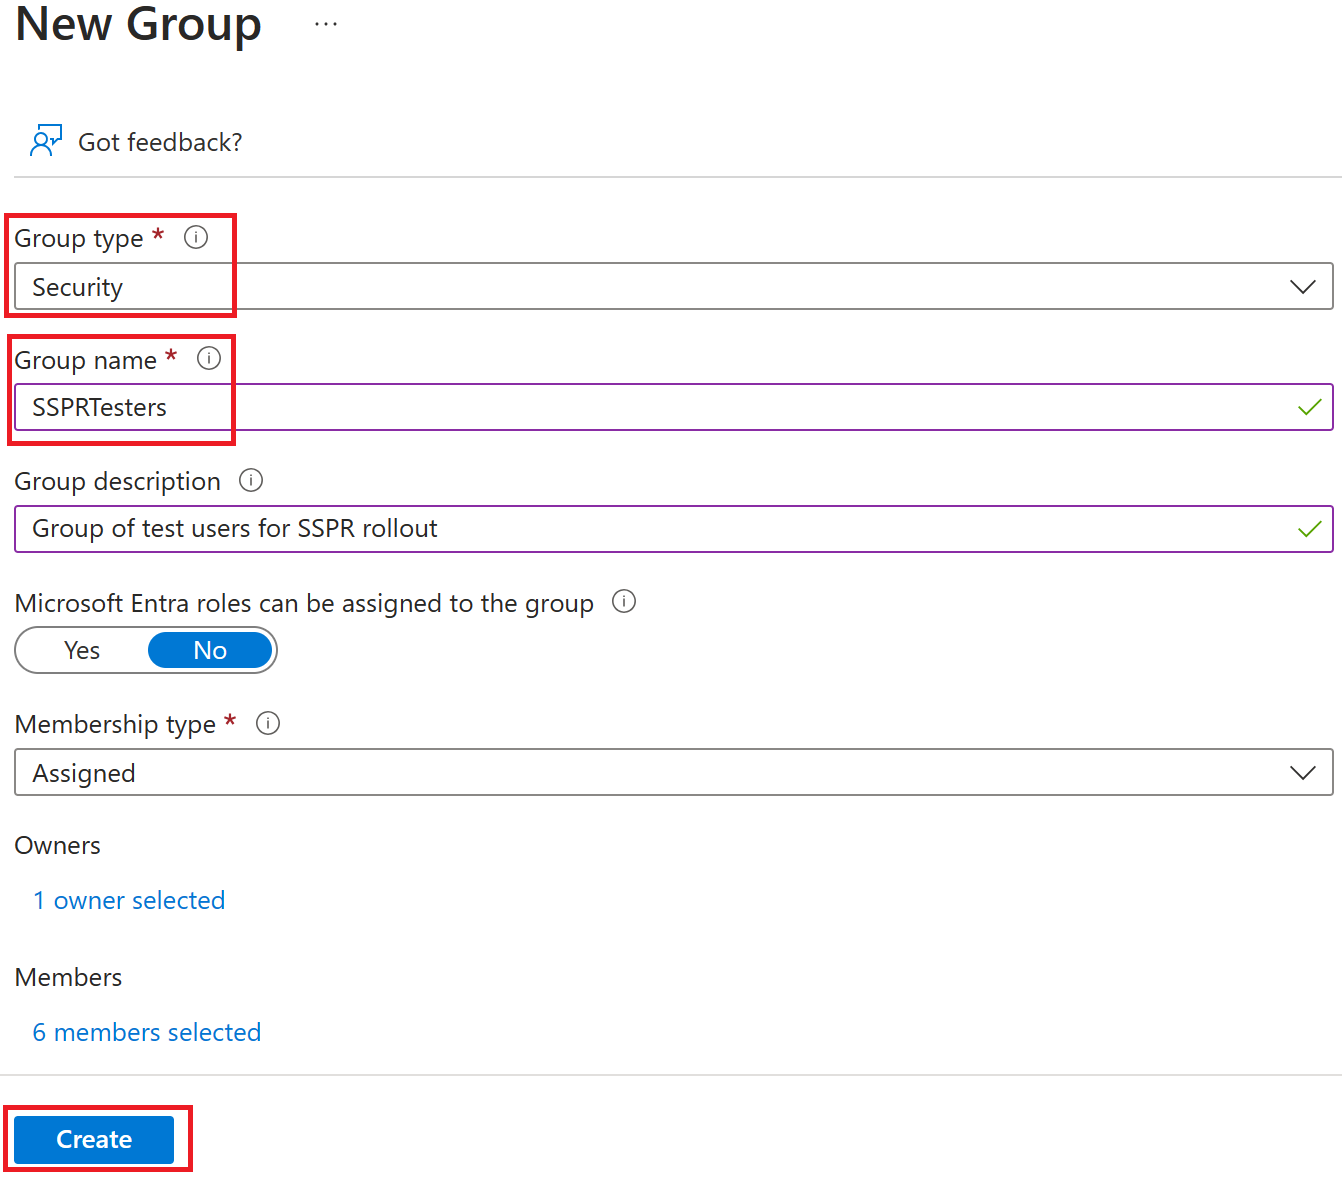 New Group ...
Got feedback?
Group type *
Security
Group name *
SSPRTesters
Group description
Group of test users for SSPR rollout
Microsoft Entra roles can be assigned to the group
Yes No
Membership type *
Assigned
Owners
1 owner selected
Members
6 members selected
Create